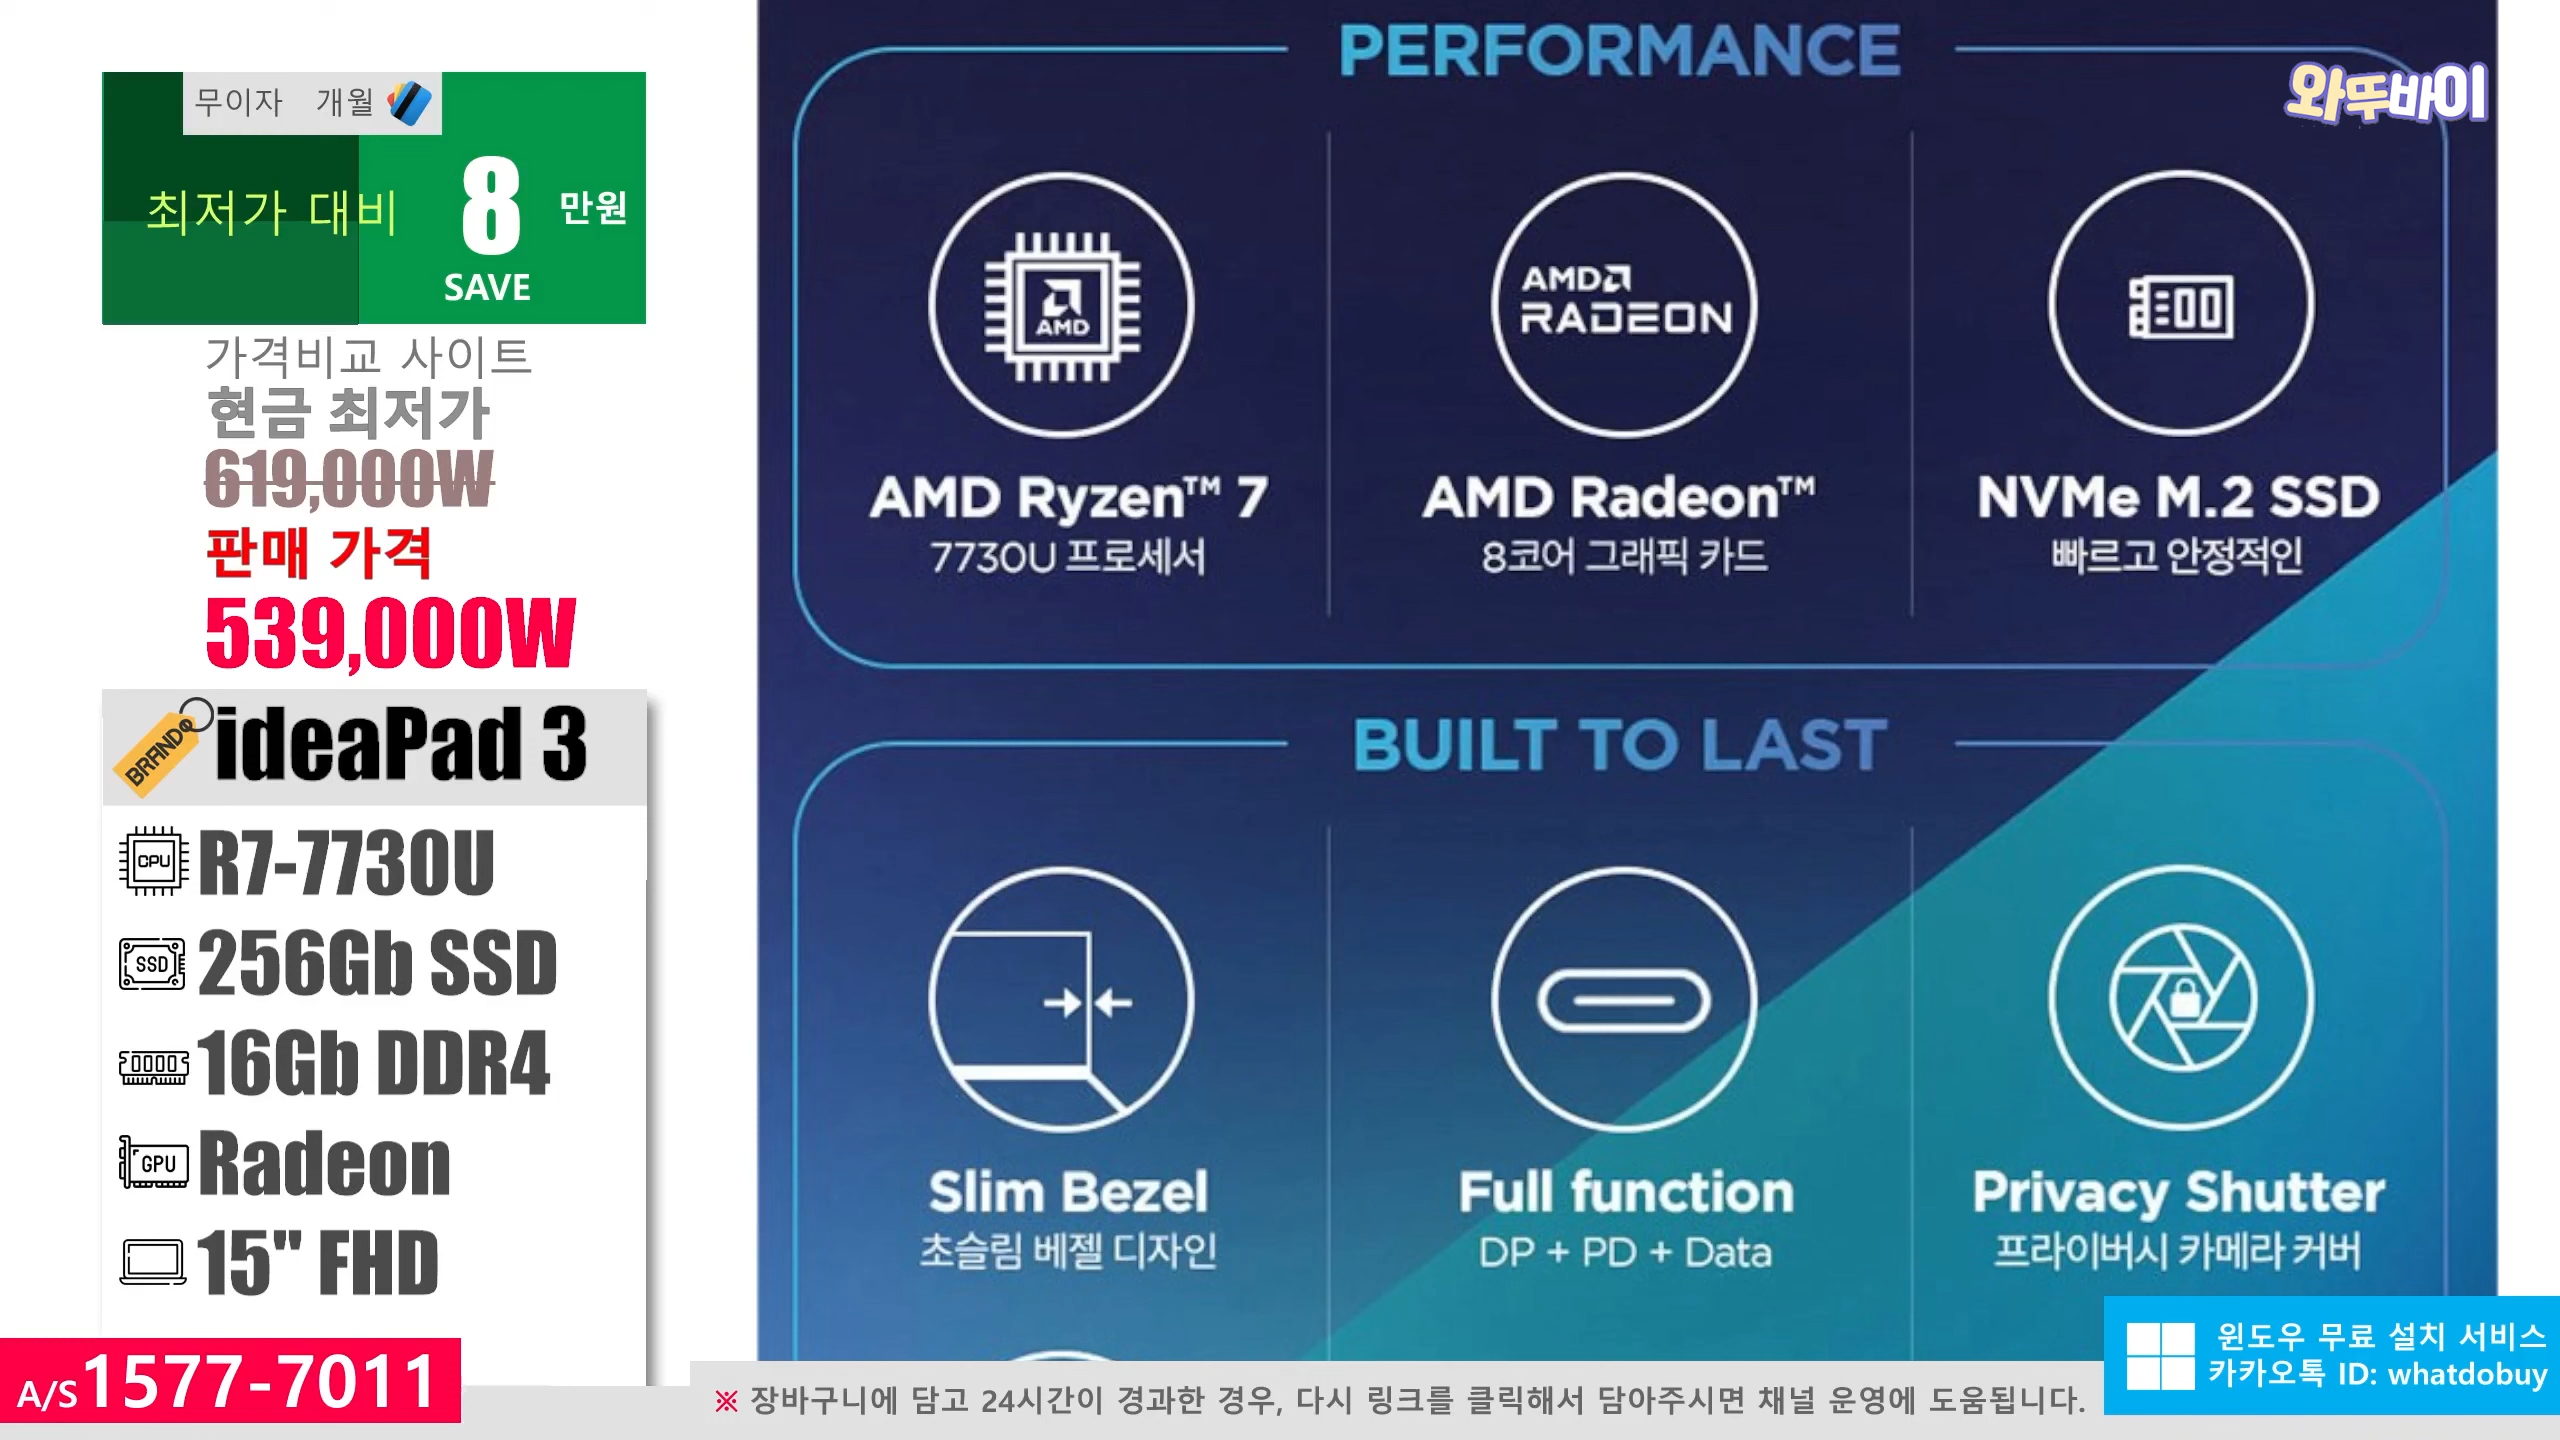 무이자 개월
최저가 대비 8 만원
SAVE
가격비교 사이트
현금 최저가
619,000W
판매 가격
539,000W
BRAND
ideaPad 3
CPU
R7-7730U
SSD
256Gb SSD
16Gb DDR4
GPU
Radeon
15" FHD
A/S 1577-7011
와뚜바이
PERFORMANCE
AMD
AMD
RADEON
AMD Ryzen™ 7
7730U 프로세서
AMD Radeon™
8코어 그래픽 카드
NVMe M.2 SSD
빠르고 안정적인
BUILT TO LAST
Slim Bezel
초슬림 베젤 디자인
Full function
DP + PD + Data
Privacy Shutter
프라이버시 카메라 커버
※ 장바구니에 담고 24시간이 경과한 경우, 다시 링크를 클릭해서 담아주시면 채널 운영에 도움됩니다.
윈도우 무료 설치 서비스
카카오톡 ID: whatdobuy